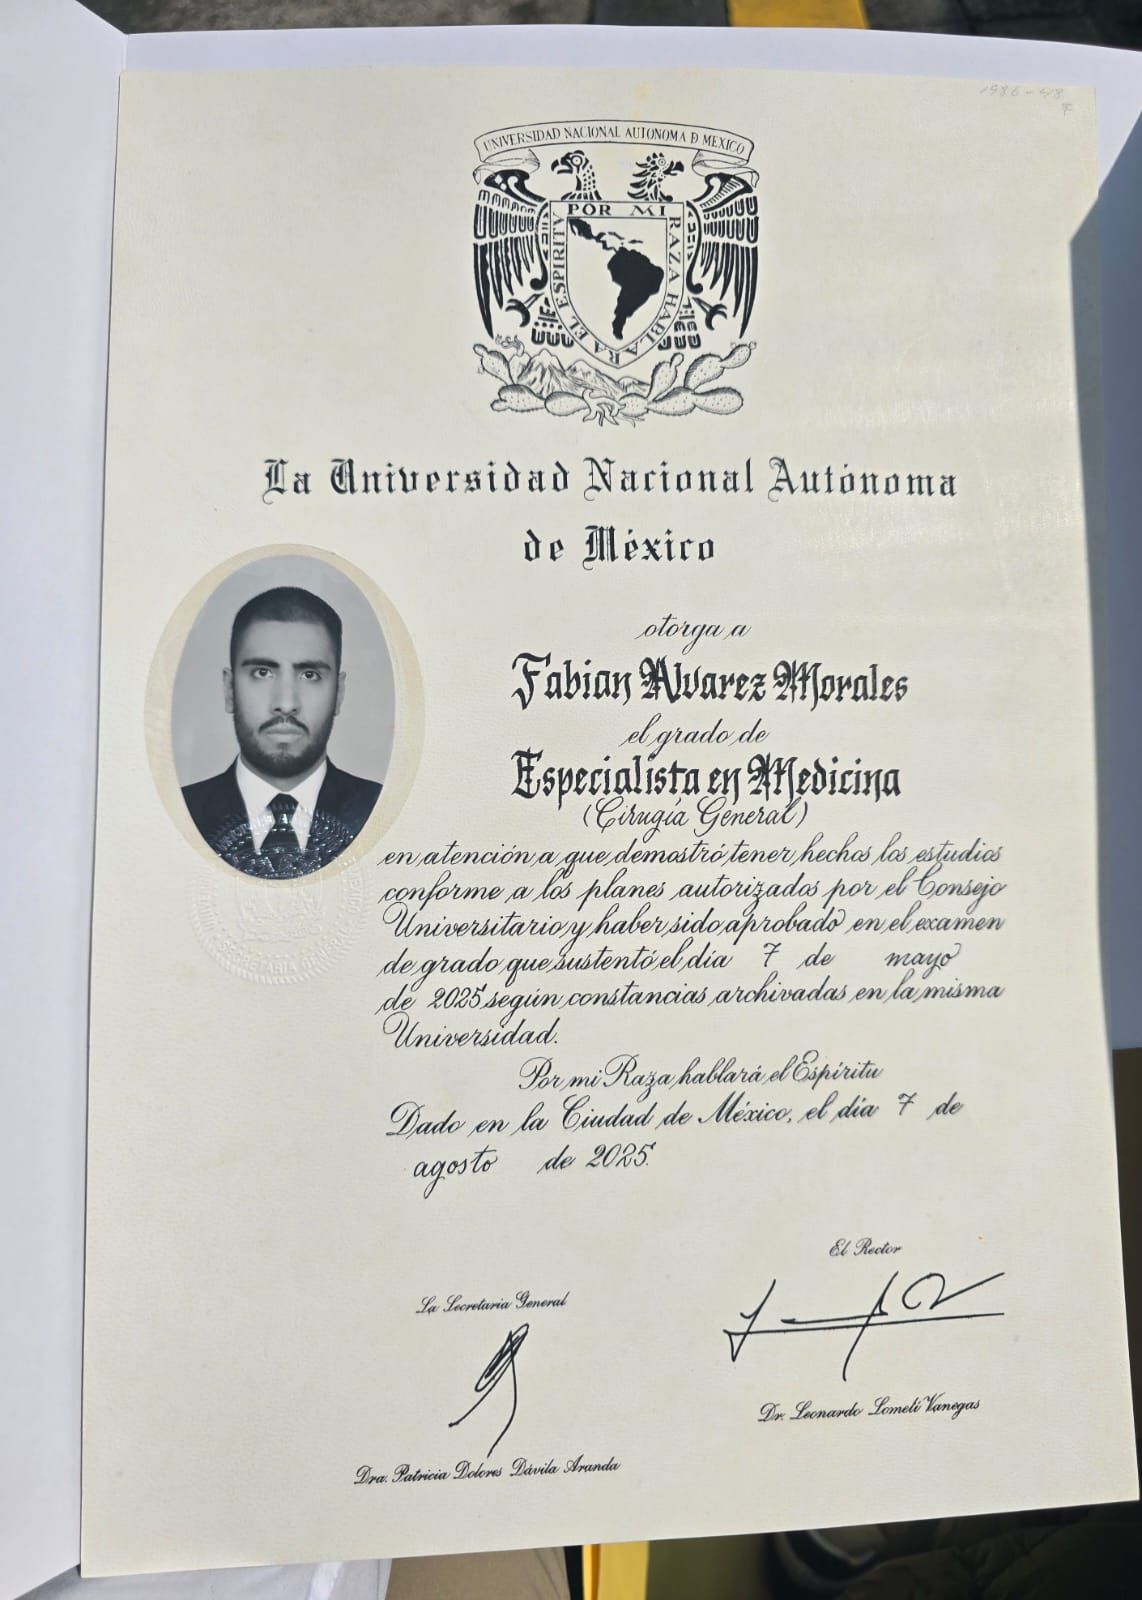 1986-48
7
UNIVERSIDAD NACIONAL AUTONOMA D MEXICO
POR MI RAZA HABLARA EL ESPIRITV
La Universidad Nacional Autónoma
de México
otorga a
Fabian Alvarez Morales
el grado de
Especialista en Medicina
(Cirugía General)
en atención a que demostró tener hechos los estudios
conforme a los planes autorizados por el Consejo
Universitario y haber sido aprobado en el examen
de grado que sustentó el día 7 de mayo
de 2025 según constancias archivadas en la misma
Universidad.
Por mi Raza hablará el Espíritu
Dado en la Ciudad de México, el día 7 de
agosto de 2025.
El Rector
La Secretaria General
Dr. Leonardo Lomelí Vanegas
Dra. Patricia Dolores Dávila Aranda
SECRETARIA GENERAL